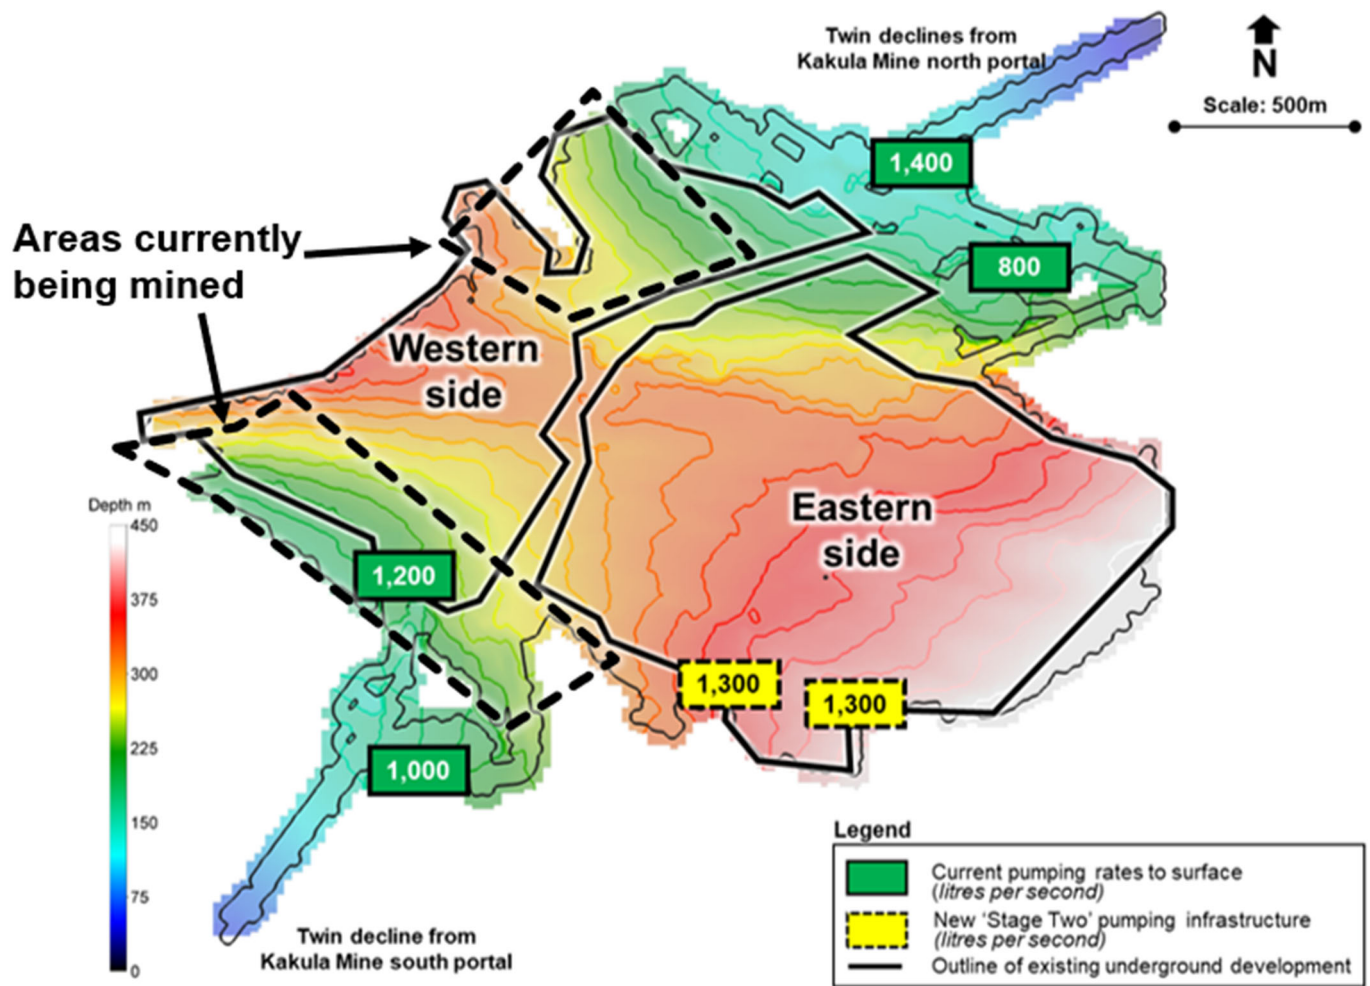 Twin declines from
Kakula Mine north portal
N
Scale: 500m
1,400
800
Areas currently
being mined
Western
side
Eastern
side
Depth m
450
375
300
225
150
75
0
1,200
1,300
1,300
1,000
Twin decline from
Kakula Mine south portal
Legend
Current pumping rates to surface
(litres per second)
New ‘Stage Two’ pumping infrastructure
(litres per second)
Outline of existing underground development